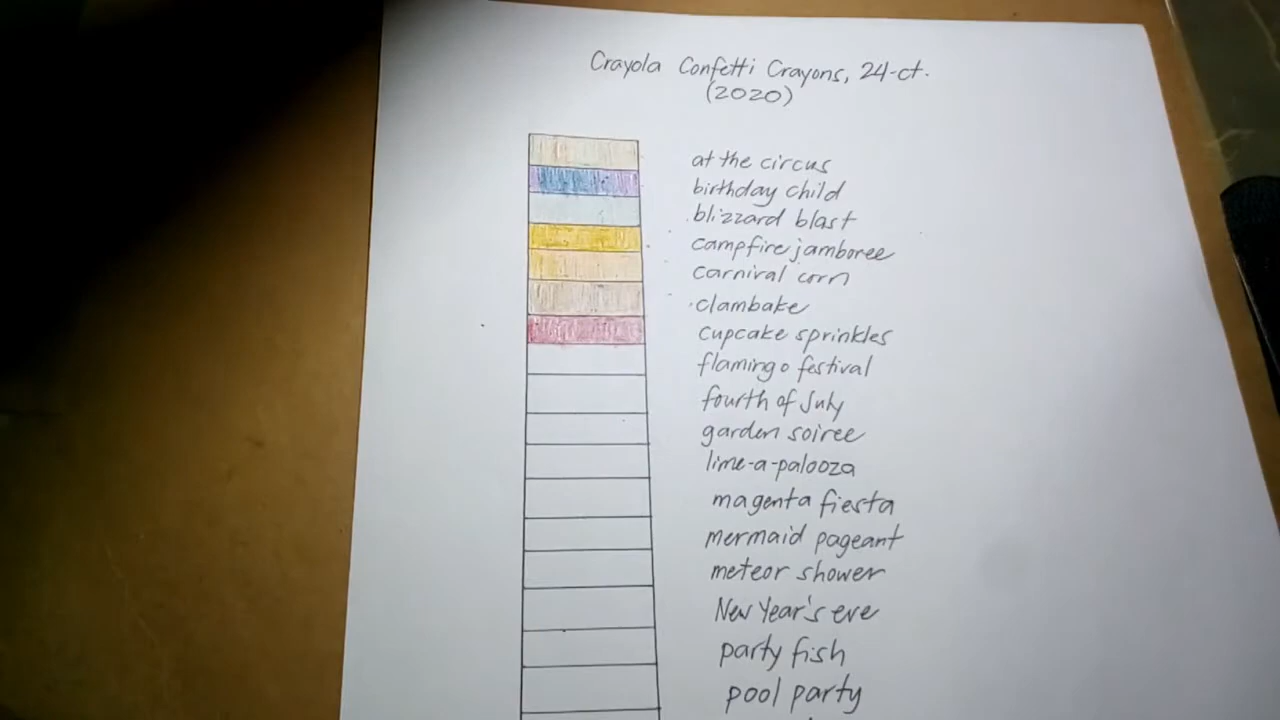 Crayola Confetti Crayons, 24-ct.
(2020)
at the circus
birthday child
blizzard blast
campfire jamboree
carnival corn
clambake
cupcake sprinkles
flamingo festival
fourth of July
garden soiree
lime-a-palooza
magenta fiesta
mermaid pageant
meteor shower
New Year's eve
party fish
pool party